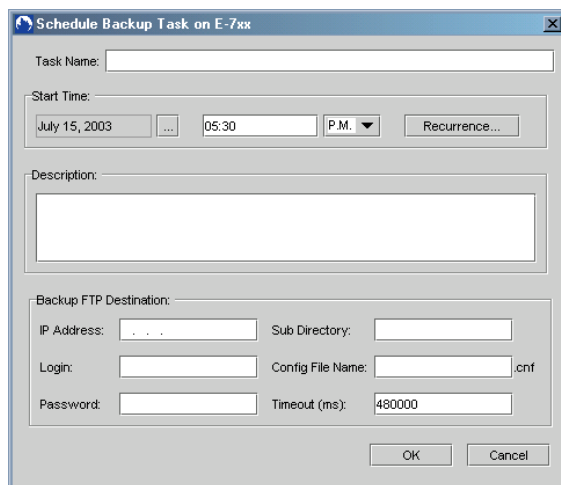 Schedule Backup Task on E-7xx
Task Name:
Start Time:
July 15, 2003 ... 05:30 P.M. Recurrence...
Description:
Backup FTP Destination:
IP Address: . . . Sub Directory:
Login: Config File Name: .cnf
Password: Timeout (ms): 480000
OK Cancel